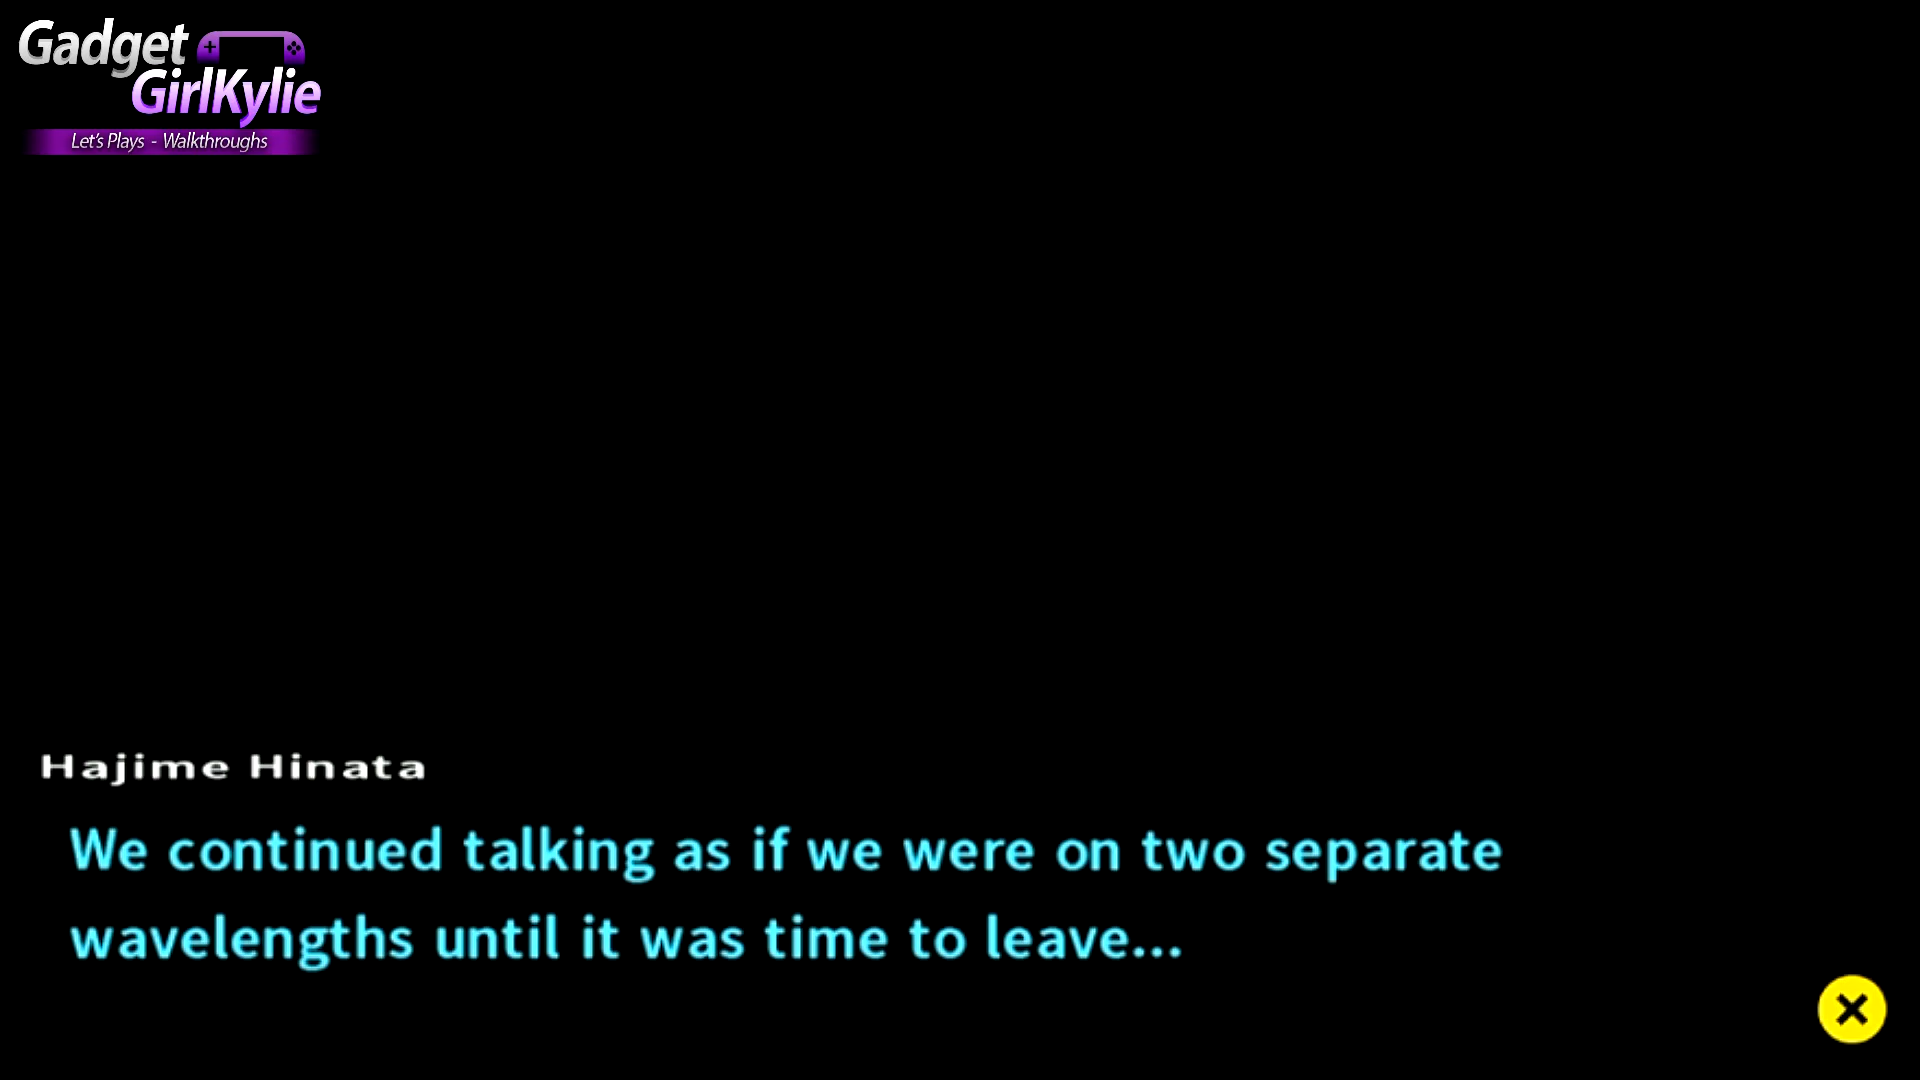 Gadget
GirlKylie
Let's Plays - Walkthroughs
Hajime Hinata
We continued talking as if we were on two separate
wavelengths until it was time to leave...